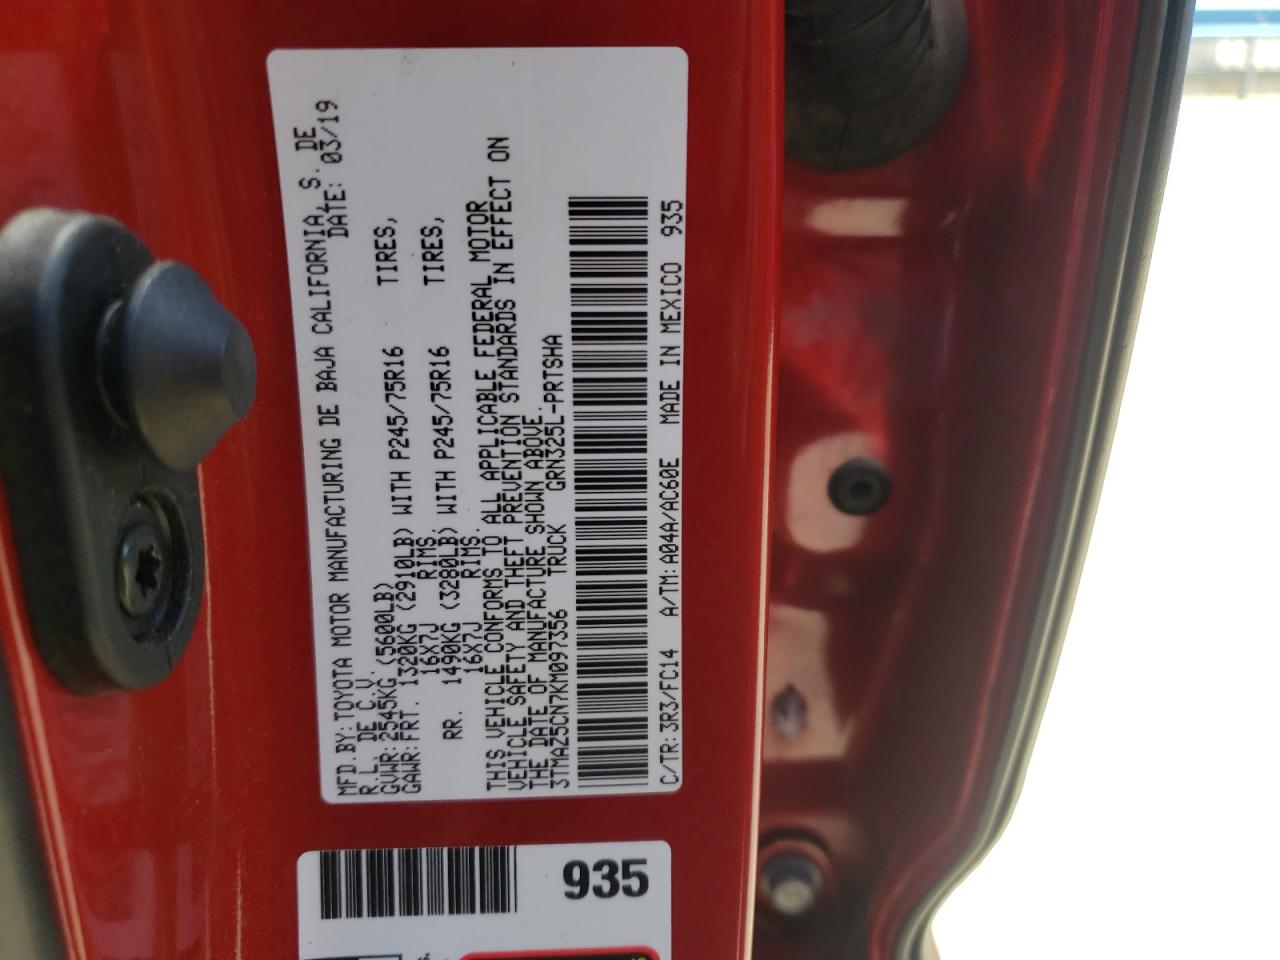 MFD.BY:TOYOTA MOTOR MANUFACTURING DE BAJA CALIFORNIA, S. DE
R.L. DE C.V. DATE: 03/19
GVWR:2545KG (5600LB)
GAWR:FRT. 1320KG (2910LB) WITH P245/75R16 TIRES,
16X7J RIMS.
RR. 1490KG (3280LB) WITH P245/75R16 TIRES,
16X7J RIMS.
THIS VEHICLE CONFORMS TO ALL APPLICABLE FEDERAL MOTOR
VEHICLE SAFETY AND THEFT PREVENTION STANDARDS IN EFFECT ON
THE DATE OF MANUFACTURE SHOWN ABOVE.
3TMAZ5CN7KM097356 TRUCK GRN325L-PRTSHA
C/TR:3R3/FC14 A/TM:A04A/AC60E MADE IN MEXICO 935
935